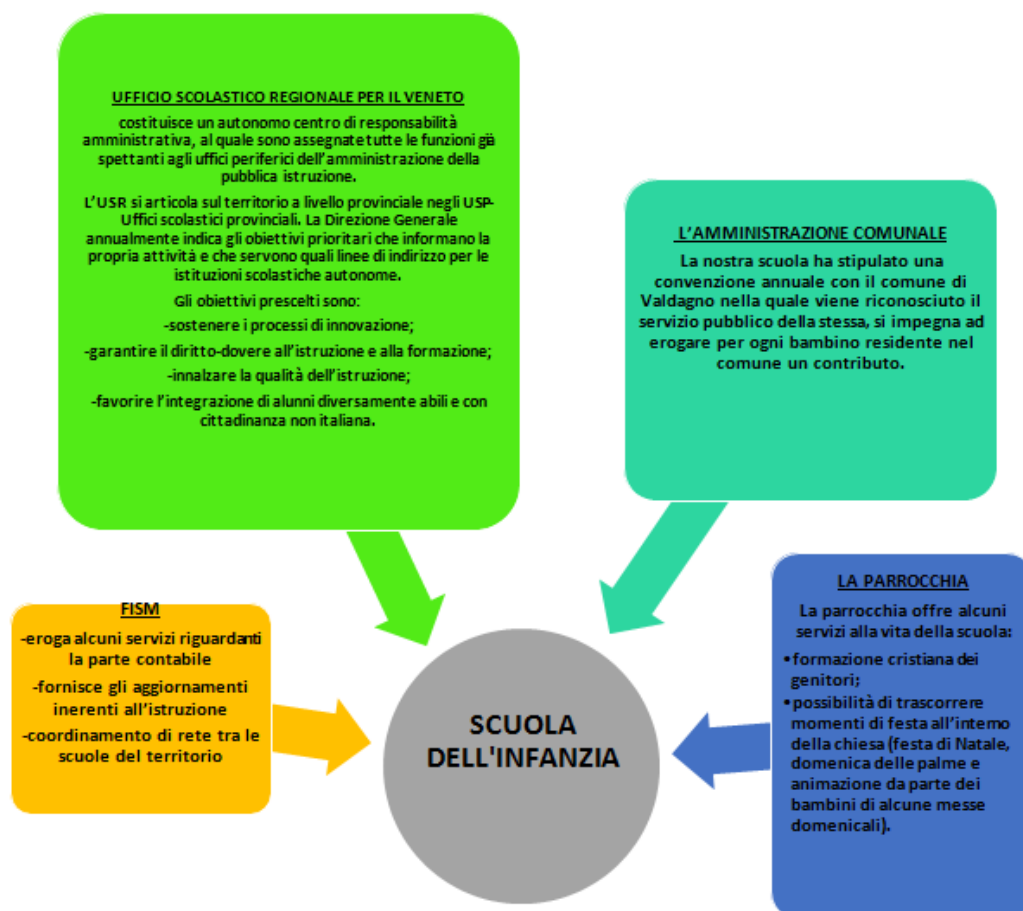 UFFICIO SCOLASTICO REGIONALE PER IL VENETO
costituisce un autonomo centro di responsabilità
amministrativa, al quale sono assegnate tutte le funzioni già
spettanti agli uffici periferici dell'amministrazione della
pubblica istruzione.
L'USR si articola sul territorio a livello provinciale negli USP-
Uffici scolastici provinciali. La Direzione Generale
annualmente indica gli obiettivi prioritari che informano la
propria attività e che servono quali linee di indirizzo per le
istituzioni scolastiche autonome.
Gli obiettivi prescelti sono:
-sostenere i processi di innovazione;
-garantire il diritto-dovere all'istruzione e alla formazione;
-innalzare la qualità dell'istruzione;
-favorire l'integrazione di alunni diversamente abili e con
cittadinanza non italiana.
L'AMMINISTRAZIONE COMUNALE
La nostra scuola ha stipulato una
convenzione annuale con il comune di
Valdagno nella quale viene riconosciuto il
servizio pubblico della stessa, si impegna ad
erogare per ogni bambino residente nel
comune un contributo.
FISM
-eroga alcuni servizi riguardanti
la parte contabile
-fornisce gli aggiornamenti
inerenti all'istruzione
-coordinamento di rete tra le
scuole del territorio
SCUOLA
DELL'INFANZIA
LA PARROCCHIA
La parrocchia offre alcuni
servizi alla vita della scuola:
•formazione cristiana dei
genitori;
•possibilità di trascorrere
momenti di festa all'interno
della chiesa (festa di Natale,
domenica delle palme e
animazione da parte dei
bambini di alcune messe
domenicali).